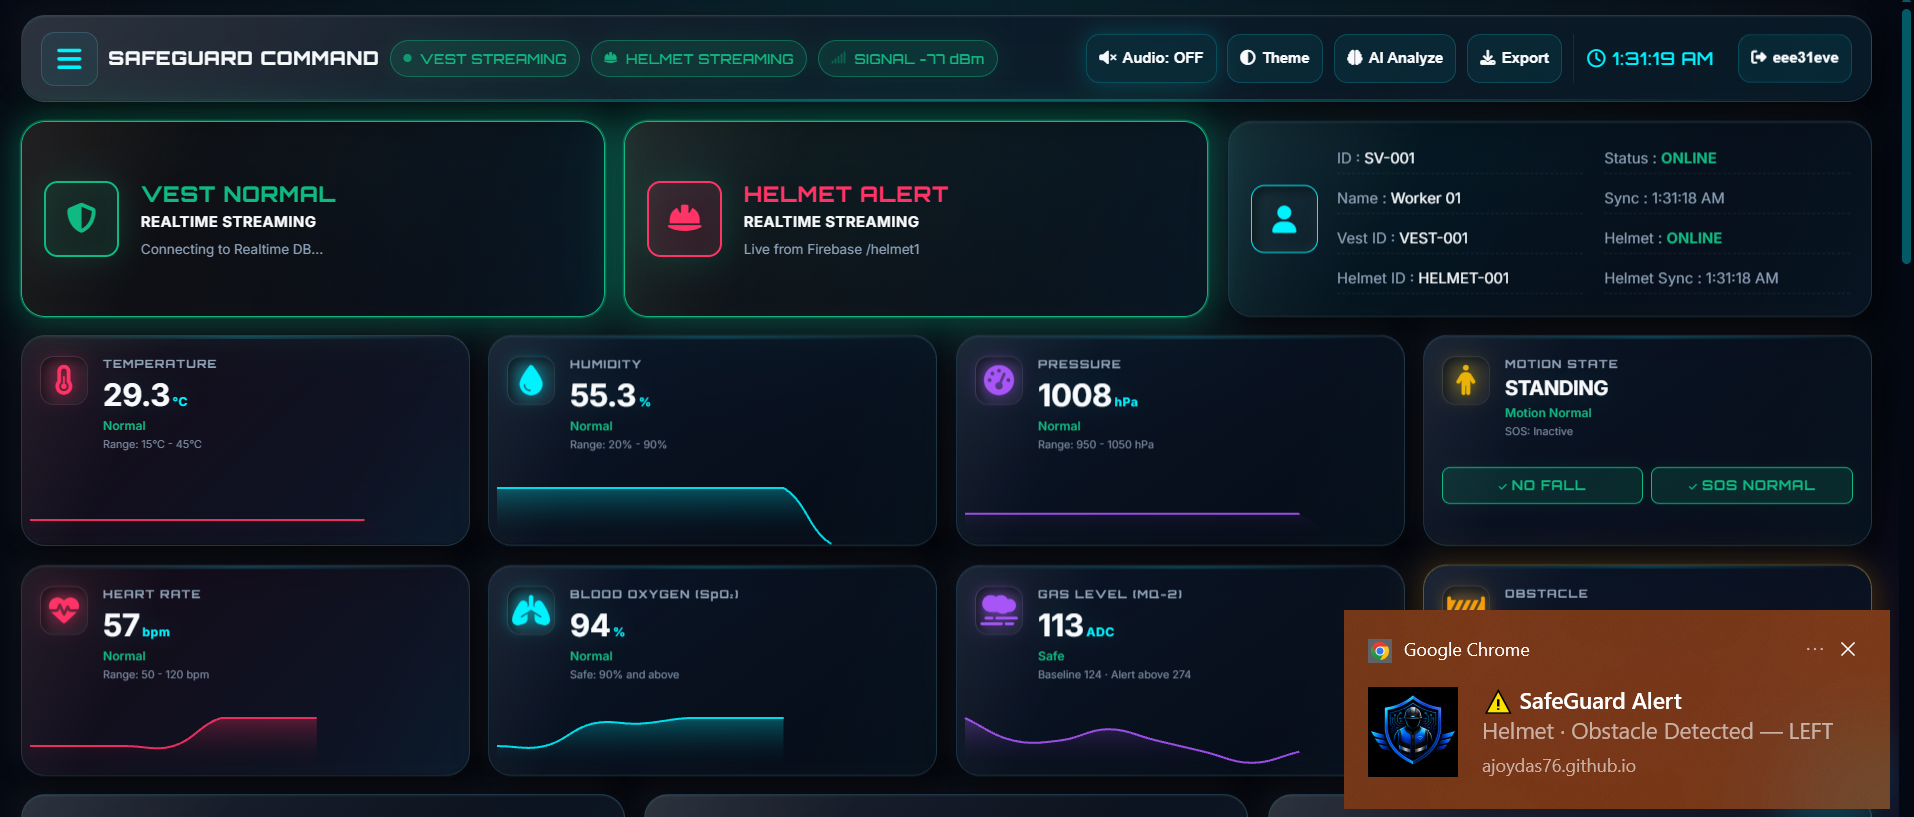 SAFEGUARD COMMAND
VEST STREAMING
HELMET STREAMING
SIGNAL -77 dBm
Audio: OFF
Theme
AI Analyze
Export
1:31:19 AM
eee31eve
VEST NORMAL
REALTIME STREAMING
Connecting to Realtime DB...
HELMET ALERT
REALTIME STREAMING
Live from Firebase /helmet1
ID : SV-001
Status : ONLINE
Name : Worker 01
Sync : 1:31:18 AM
Vest ID : VEST-001
Helmet : ONLINE
Helmet ID : HELMET-001
Helmet Sync : 1:31:18 AM
TEMPERATURE
29.3 °C
Normal
Range: 15°C - 45°C
HUMIDITY
55.3 %
Normal
Range: 20% - 90%
PRESSURE
1008 hPa
Normal
Range: 950 - 1050 hPa
MOTION STATE
STANDING
Motion Normal
SOS: Inactive
✓ NO FALL
✓ SOS NORMAL
HEART RATE
57 bpm
Normal
Range: 50 - 120 bpm
BLOOD OXYGEN (SpO₂)
94 %
Normal
Safe: 90% and above
GAS LEVEL (MQ-2)
113 ADC
Safe
Baseline 124 · Alert above 274
OBSTACLE
Google Chrome
SafeGuard Alert
Helmet · Obstacle Detected — LEFT
ajoydas76.github.io